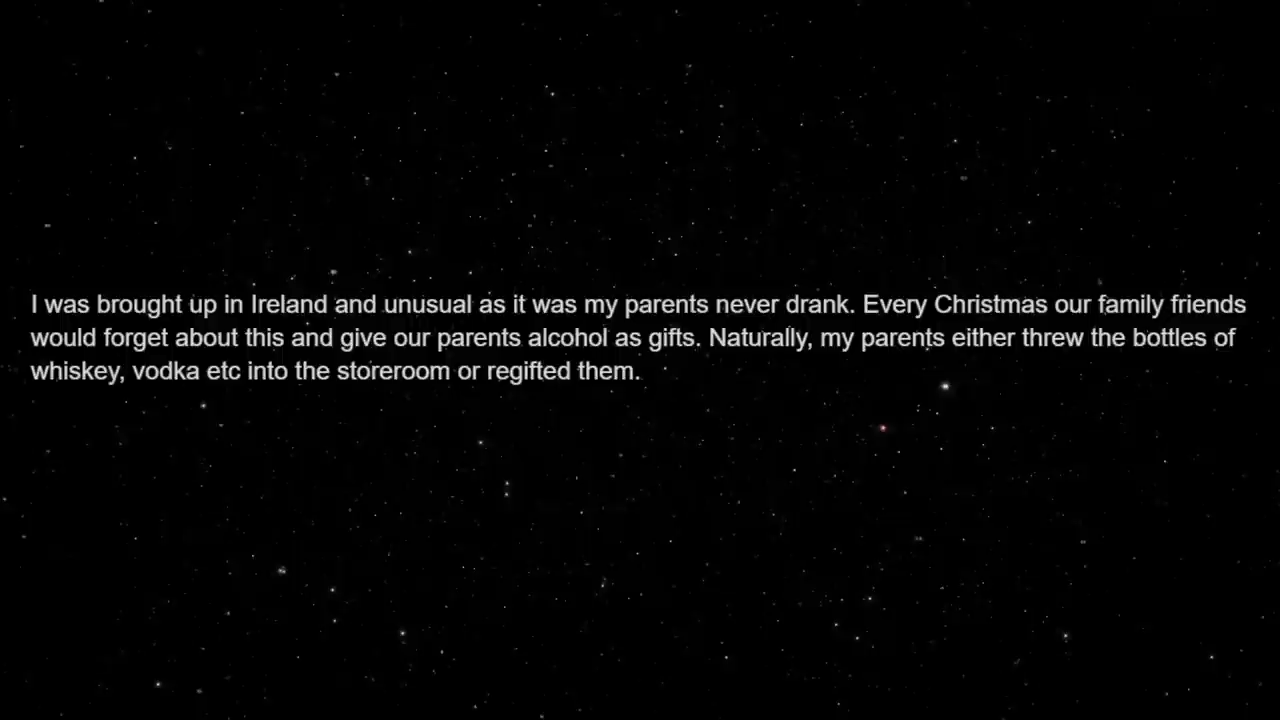 I was brought up in Ireland and unusual as it was my parents never drank. Every Christmas our family friends
would forget about this and give our parents alcohol as gifts. Naturally, my parents either threw the bottles of
whiskey, vodka etc into the storeroom or regifted them.